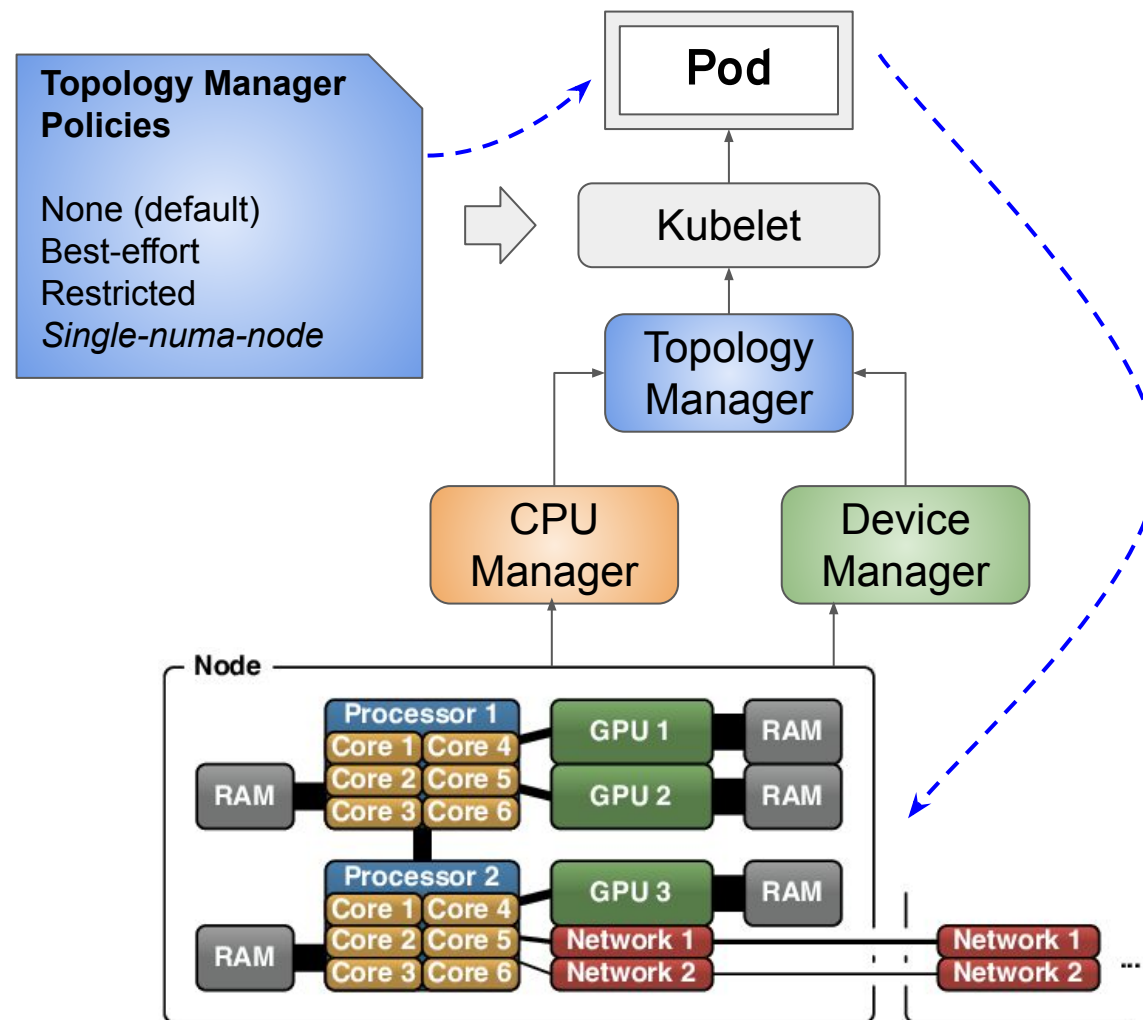 Pod
Topology Manager
Policies
None (default)
Best-effort
Restricted
Single-numa-node
Kubelet
Topology
Manager
CPU
Manager
Device
Manager
Node
Processor 1
Core 1 Core 4
Core 2 Core 5
Core 3 Core 6
RAM
GPU 1
RAM
GPU 2
RAM
Processor 2
Core 1 Core 4
Core 2 Core 5
Core 3 Core 6
RAM
GPU 3
RAM
Network 1
Network 2
Network 1
Network 2
...